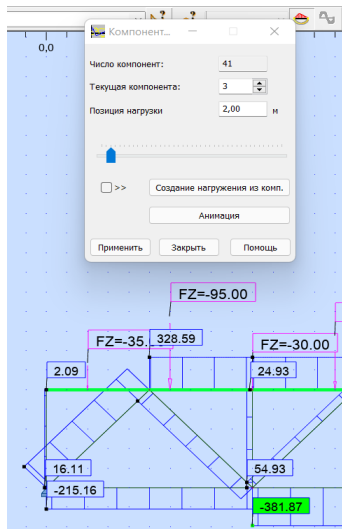 Компонент...
0,0
Число компонент: 41
Текущая компонента: 3
Позиция нагрузки 2,00 м
>> Создание нагружения из комп.
Анимация
Применить Закрыть Помощь
FZ=-95.00
FZ=-35. 328.59 FZ=-30.00
2.09 24.93
16.11 54.93
-215.16
-381.87